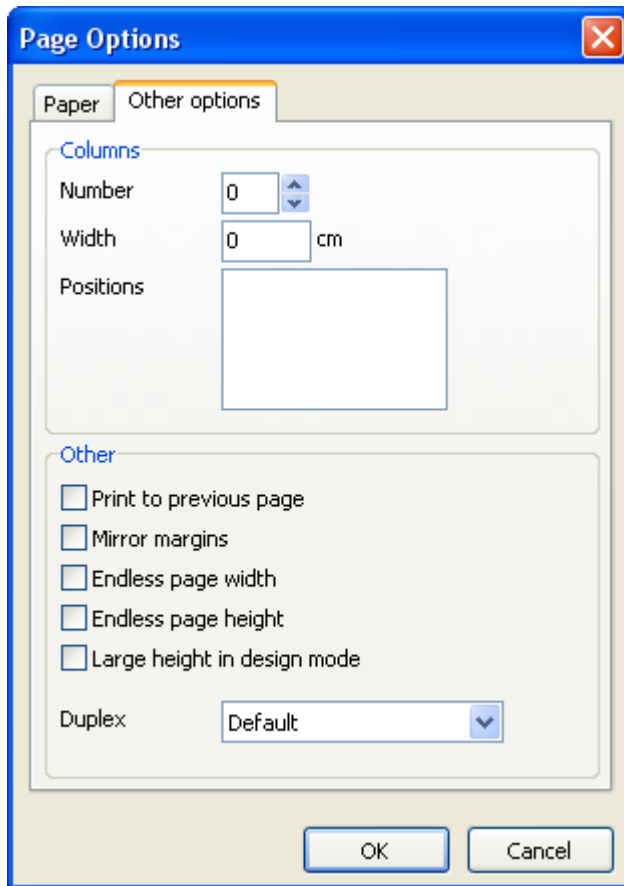 Page Options
Paper Other options
Columns
Number 0
Width 0 cm
Positions
Other
Print to previous page
Mirror margins
Endless page width
Endless page height
Large height in design mode
Duplex Default
OK Cancel